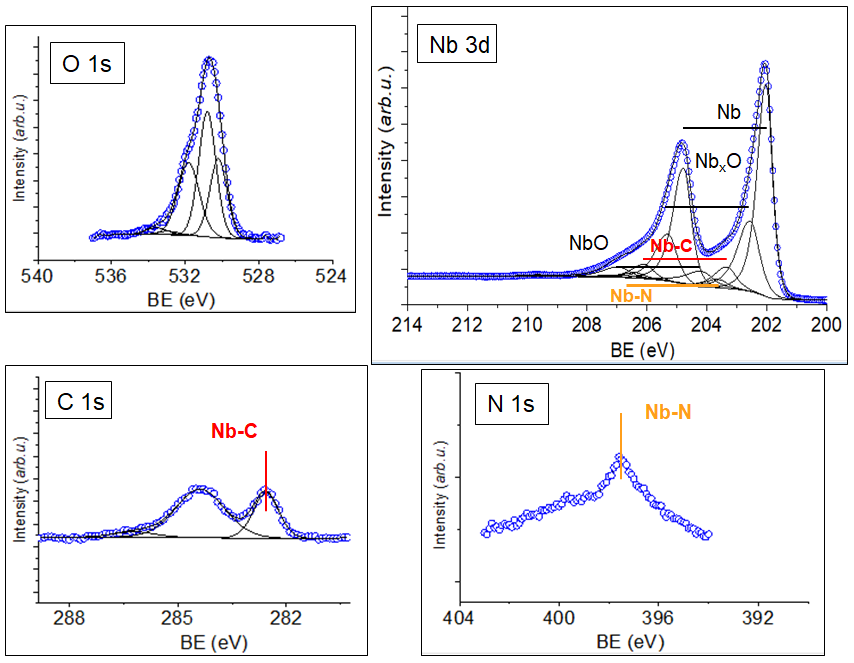 O 1s
Intensity (arb.u.)
540 536 532 528 524
BE (eV)
Nb 3d
Intensity (arb.u.)
Nb
NbxO
NbO
Nb-C
Nb-N
214 212 210 208 206 204 202 200
BE (eV)
C 1s
Intensity (arb.u.)
Nb-C
288 285 282
BE (eV)
N 1s
Intensity (arb.u.)
Nb-N
404 400 396 392
BE (eV)